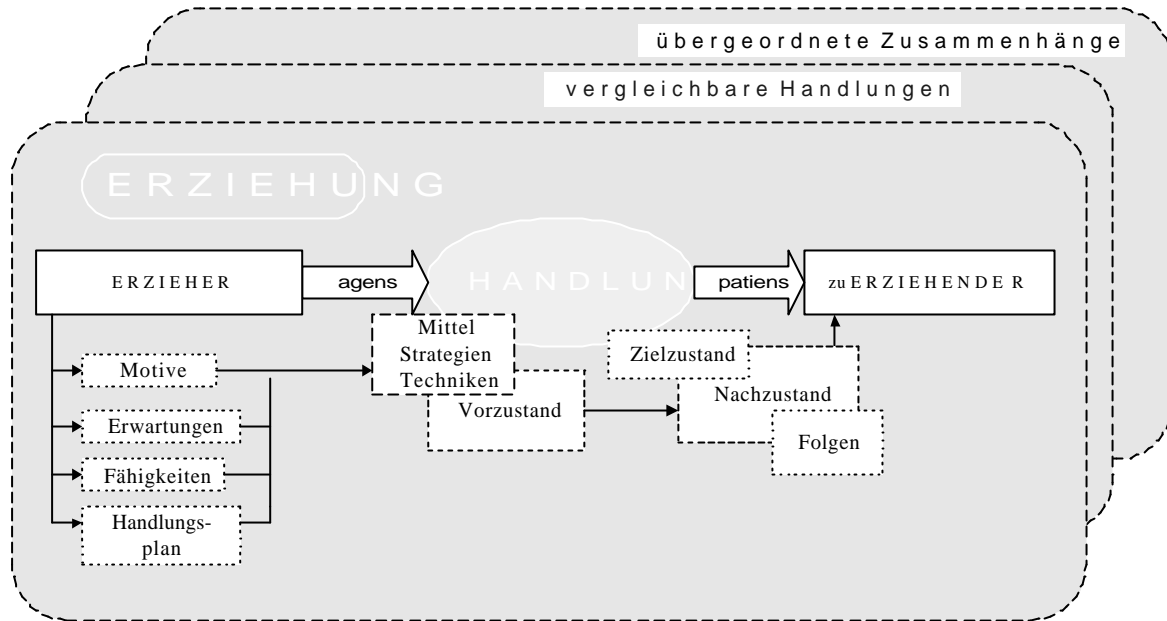 übergeordnete Zusammenhänge
vergleichbare Handlungen
ERZIEHUNG
ERZIEHER
agens
HANDLUN
patiens
zu ERZIEHENDER
Mittel
Strategien
Techniken
Zielzustand
Motive
Vorzustand
Nachzustand
Erwartungen
Folgen
Fähigkeiten
Handlungs-
plan